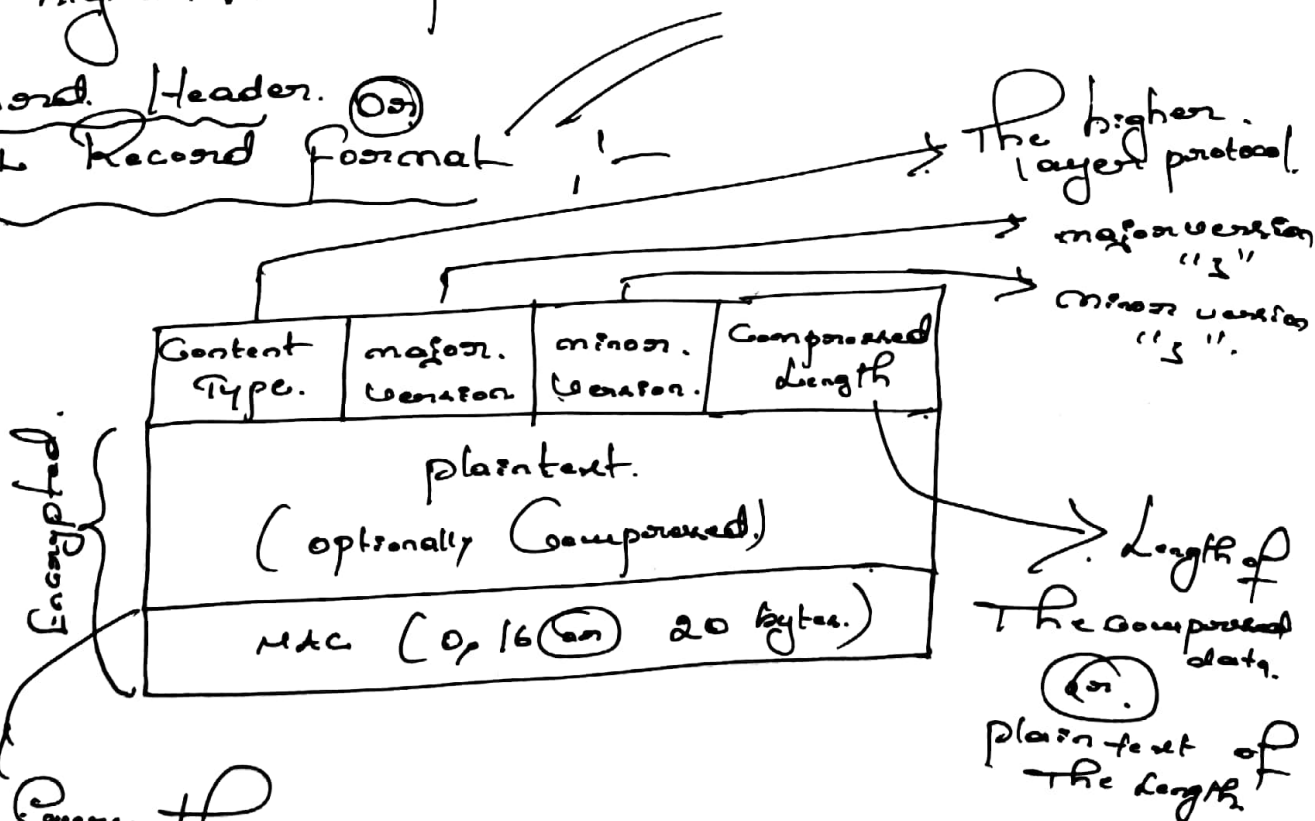 Header. (or)
Record Format
The higher.
layer protocol.
major version
"3"
minor version
"3".
Content
Type.
major.
version
minor.
version.
Compressed
Length
Encrypted.
plaintext.
(optionally Compressed.)
MAC (0, 16 (or) 20 bytes.)
Length of
The compressed
data.
(or.)
plain text of
The Length